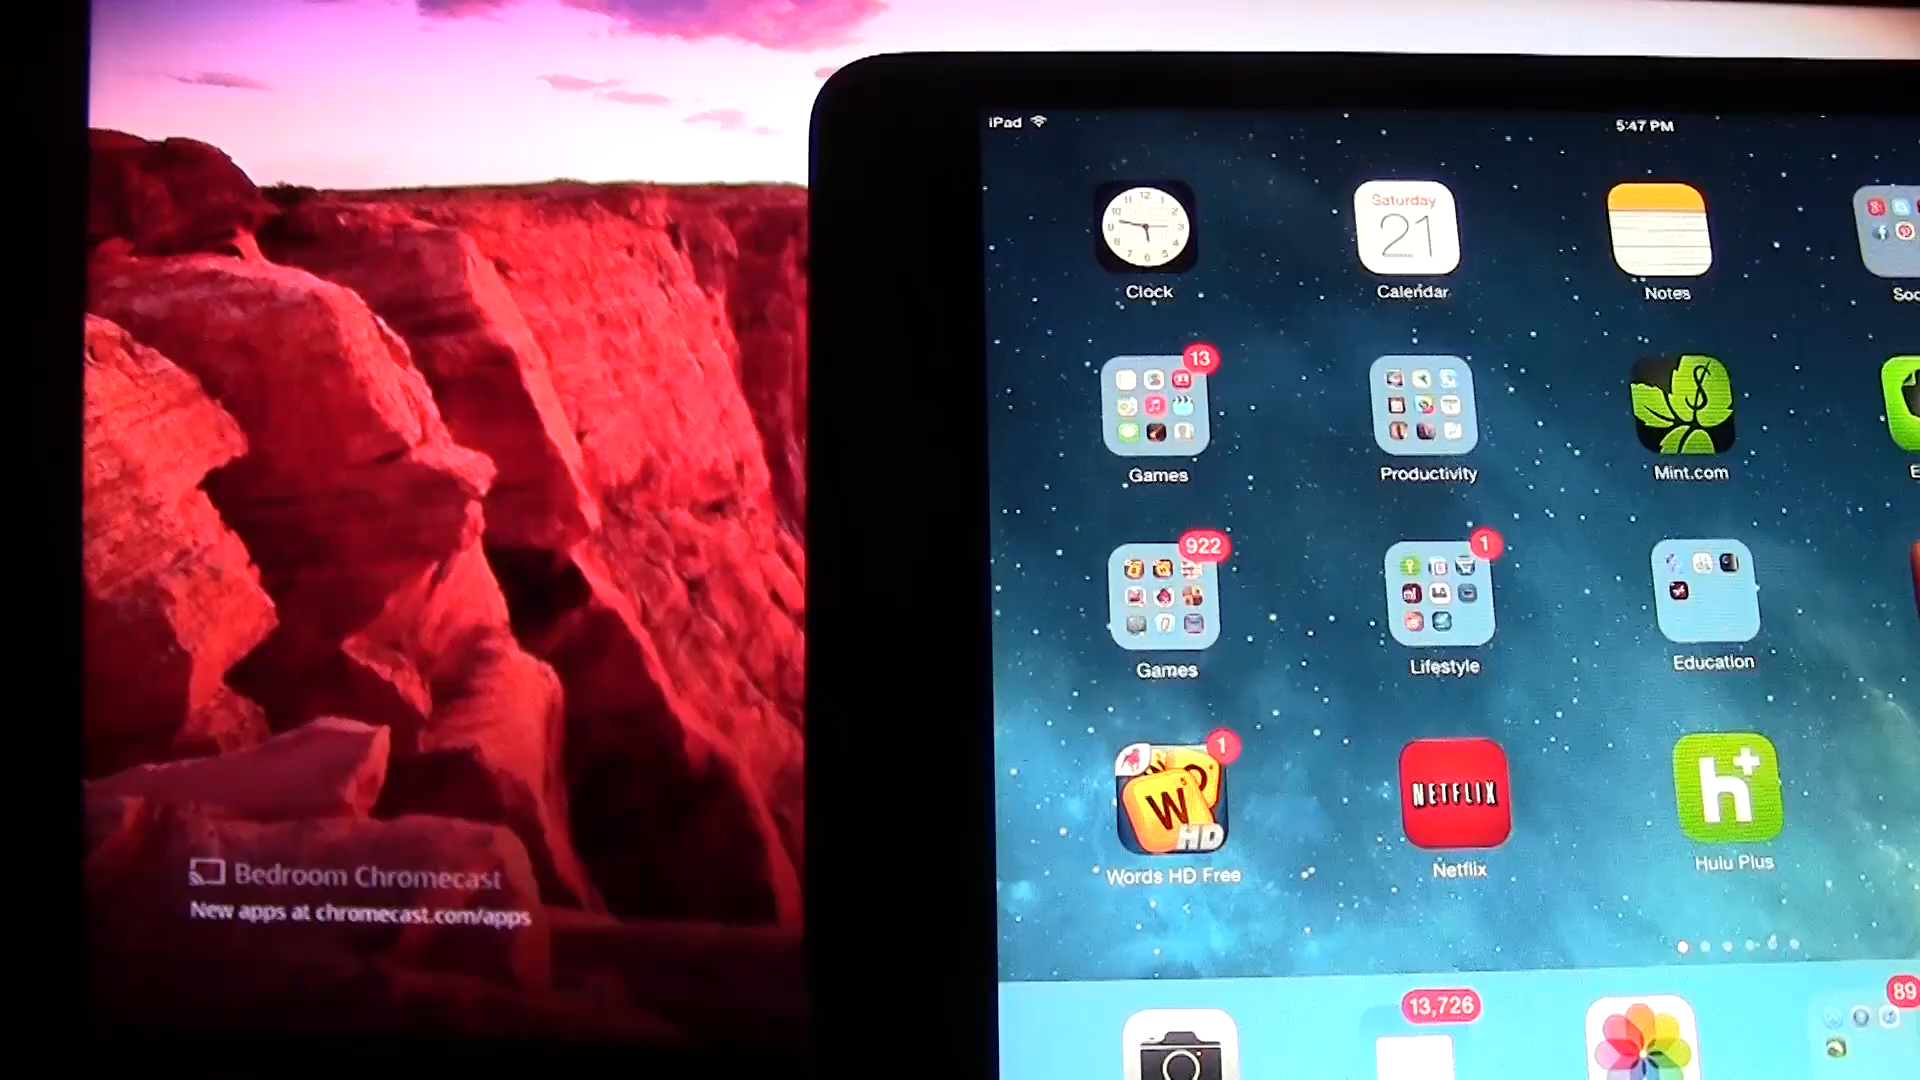 iPad
5:47 PM
Saturday
21
Clock
Calendar
Notes
Soc
13
Games
Productivity
Mint.com
E
922
1
Games
Lifestyle
Education
1
W
HD
NETFLIX
h+
Words HD Free
Netflix
Hulu Plus
Bedroom Chromecast
New apps at chromecast.com/apps
13,726
89